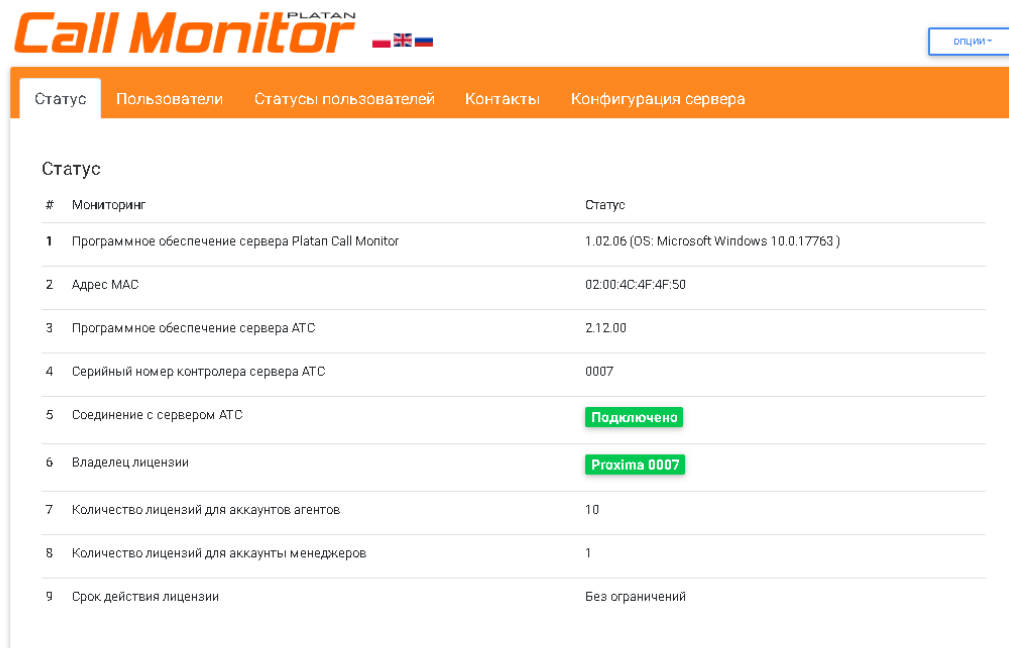 PLATAN
Call Monitor
опции
Статус Пользователи Статусы пользователей Контакты Конфигурация сервера
Статус
# Мониторинг Статус
1 Программное обеспечение сервера Platan Call Monitor 1.02.06 (OS: Microsoft Windows 10.0.17763 )
2 Адрес MAC 02:00:4C:4F:4F:50
3 Программное обеспечение сервера АТС 2.12.00
4 Серийный номер контролера сервера АТС 0007
5 Соединение с сервером АТС Подключено
6 Владелец лицензии Proxima 0007
7 Количество лицензий для аккаунтов агентов 10
8 Количество лицензий для аккаунты менеджеров 1
9 Срок действия лицензии Без ограничений